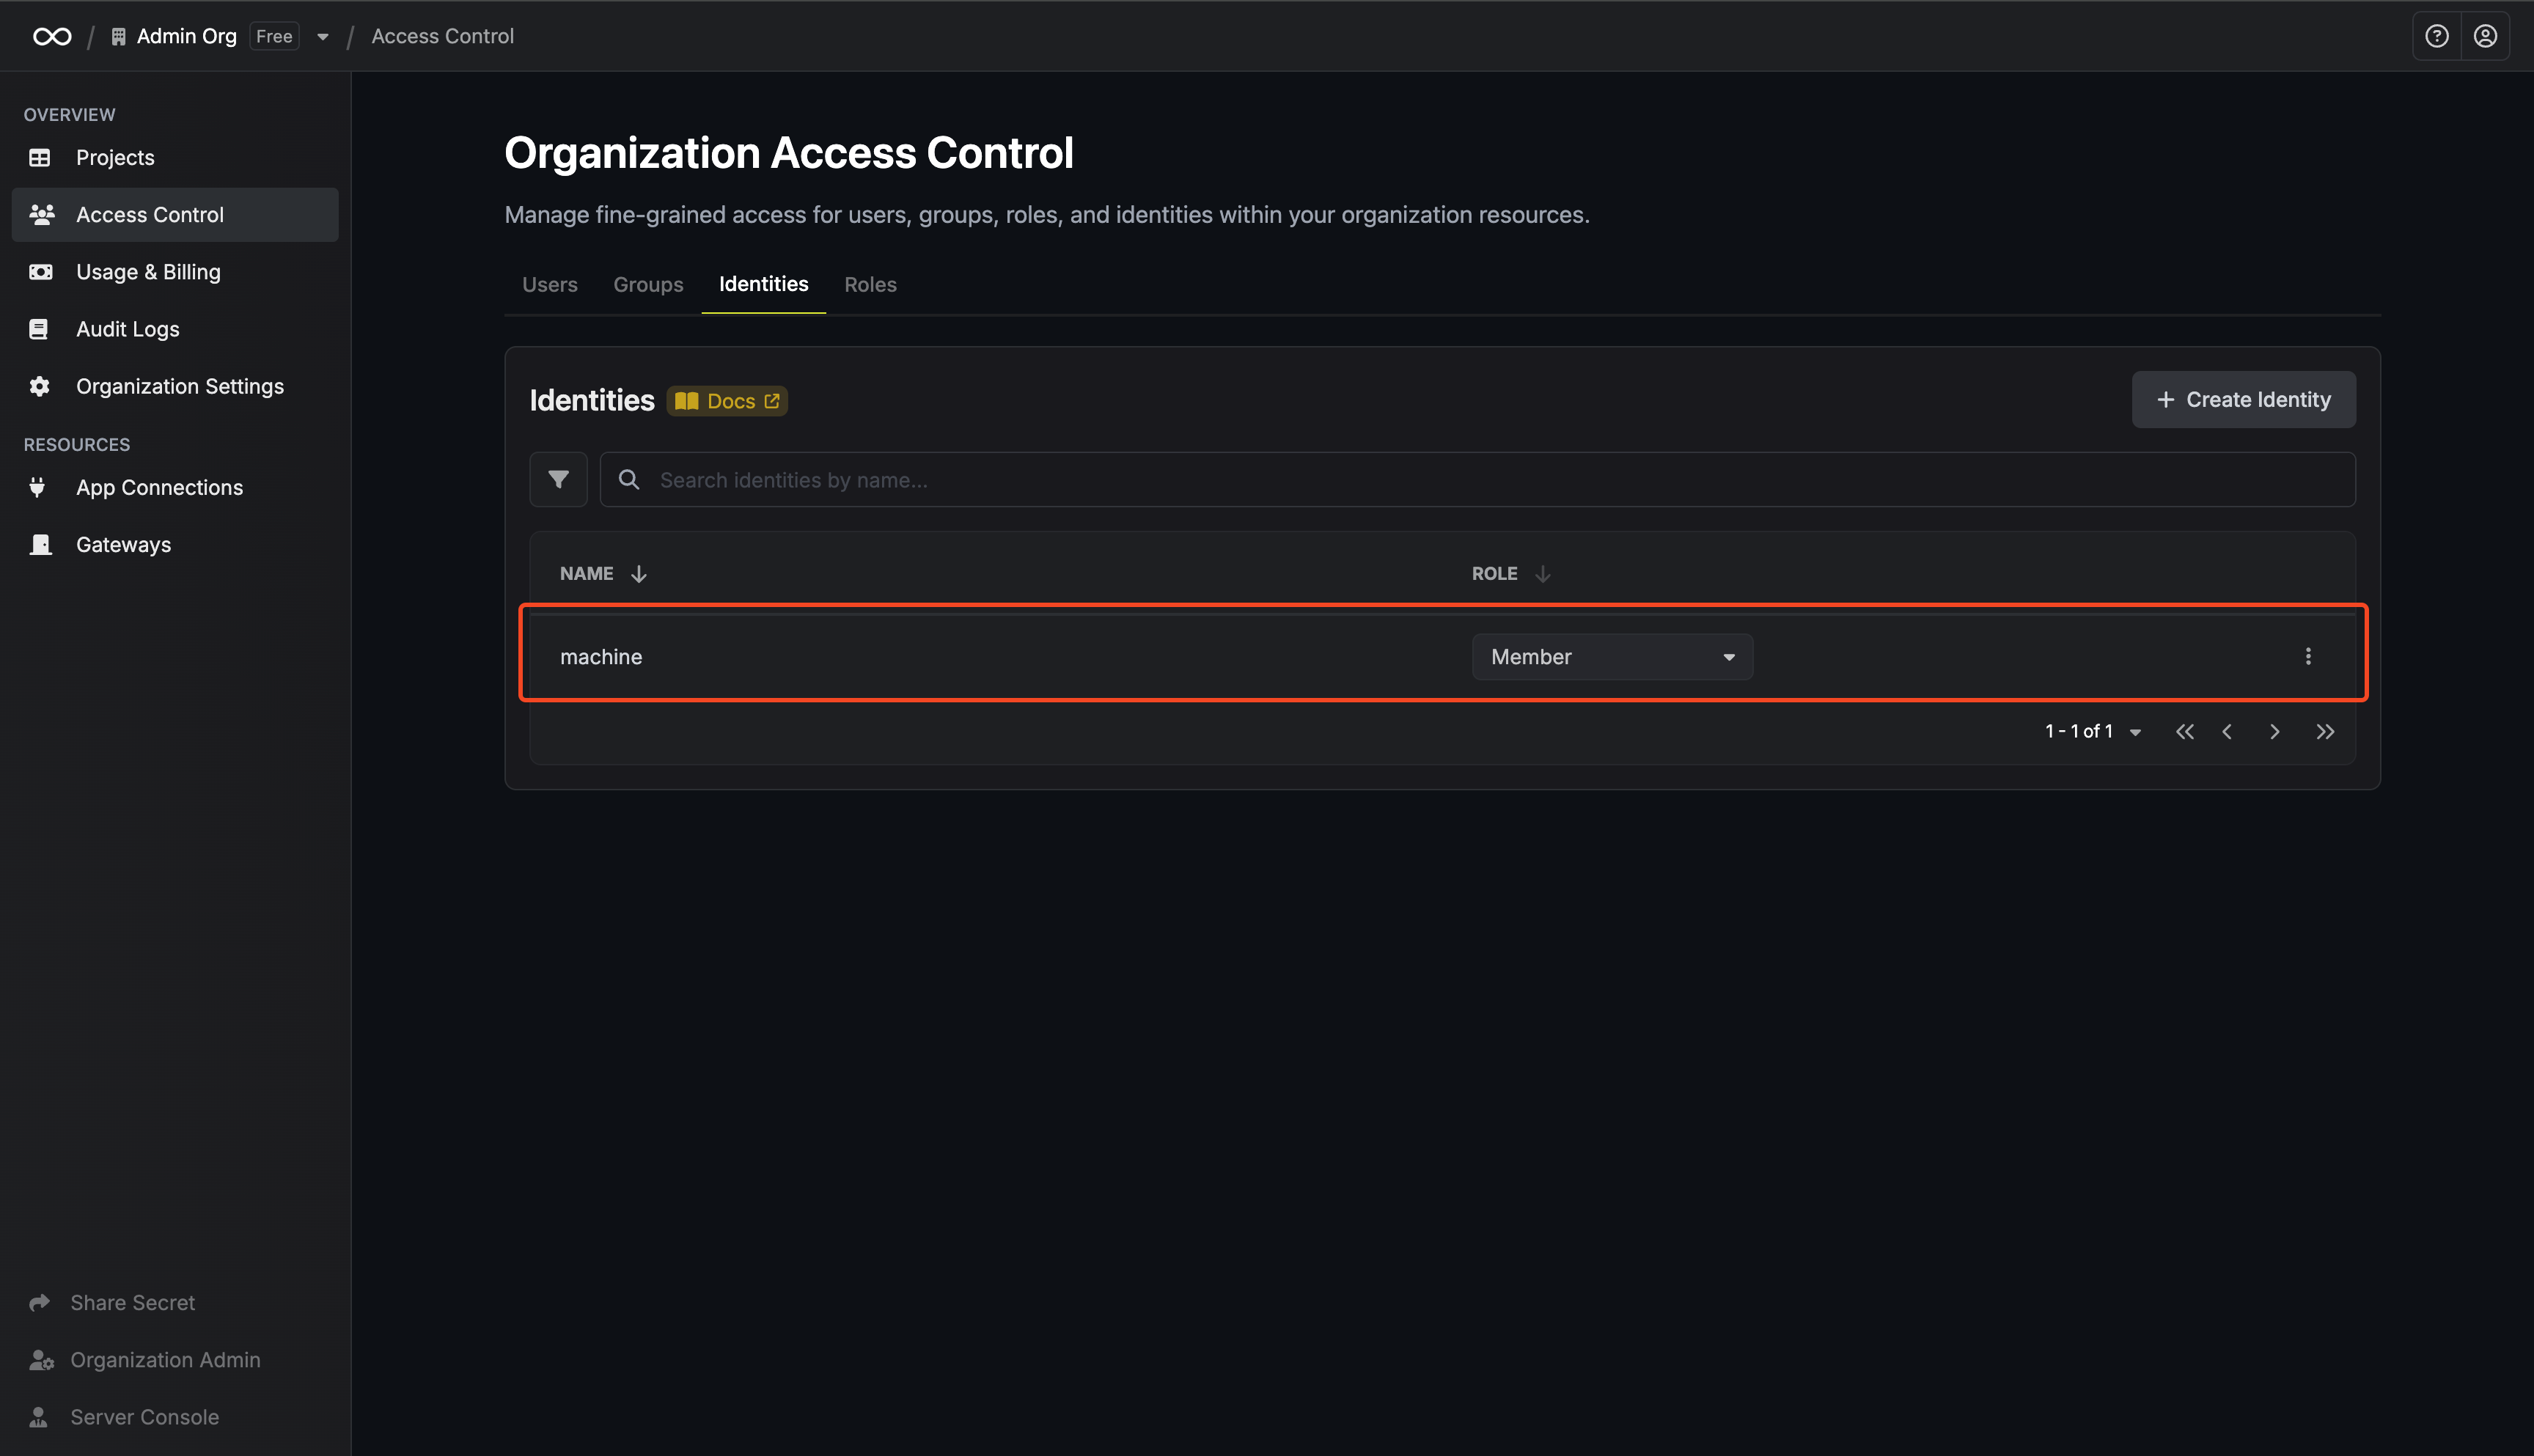 / Admin Org Free / Access Control
OVERVIEW
Projects
Access Control
Usage & Billing
Audit Logs
Organization Settings
RESOURCES
App Connections
Gateways
Share Secret
Organization Admin
Server Console
Organization Access Control
Manage fine-grained access for users, groups, roles, and identities within your organization resources.
Users Groups Identities Roles
Identities Docs
+ Create Identity
Search identities by name...
NAME ROLE
machine Member
1 - 1 of 1